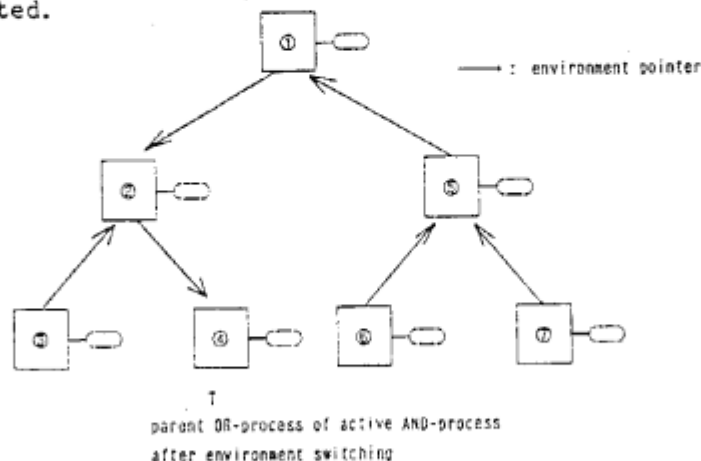 ted.
①
⟶ : environment pointer
② ⑤
③ ④ ⑥ ⑦
↑
parent OR-process of active AND-process
after environment switching